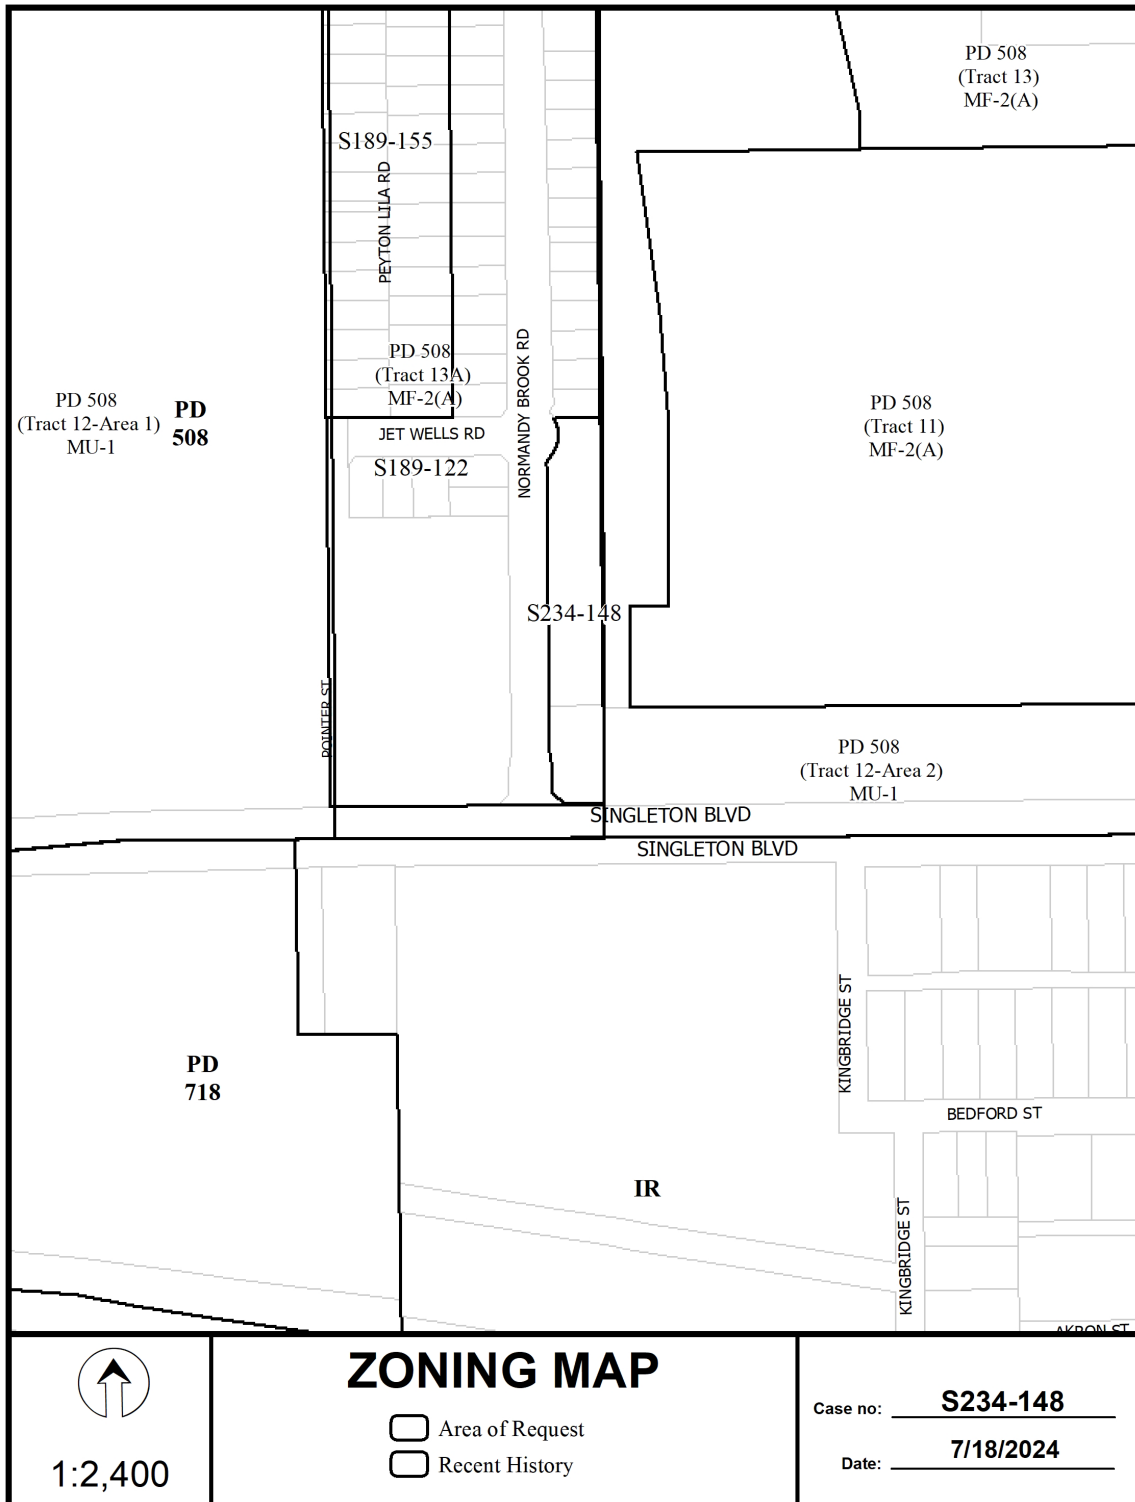 PD 508
(Tract 13)
MF-2(A)
S189-155
PEYTON LILA RD
PD 508
(Tract 13A)
MF-2(A)
NORMANDY BROOK RD
PD 508
(Tract 12-Area 1)
MU-1
PD
508
JET WELLS RD
S189-122
PD 508
(Tract 11)
MF-2(A)
S234-148
POINTER ST
PD 508
(Tract 12-Area 2)
MU-1
SINGLETON BLVD
SINGLETON BLVD
KINGBRIDGE ST
PD
718
BEDFORD ST
IR
KINGBRIDGE ST
AKRON ST
1:2,400
ZONING MAP
Area of Request
Recent History
Case no: S234-148
Date: 7/18/2024